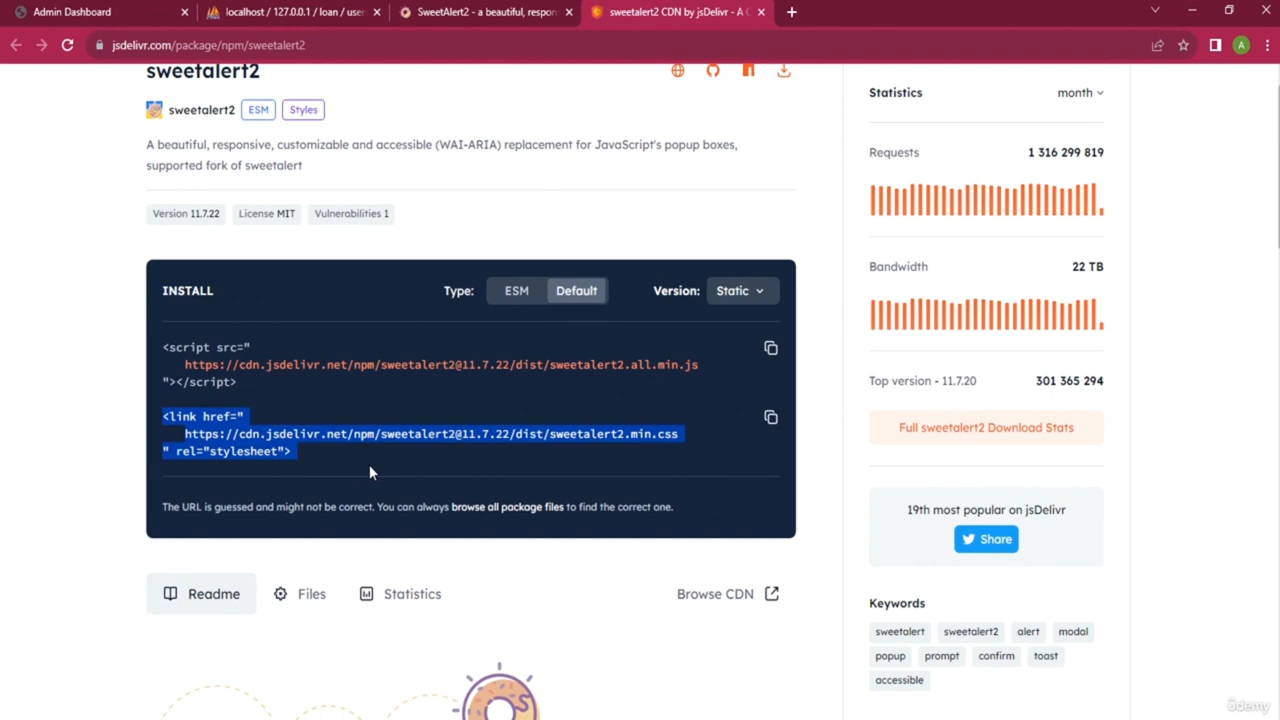 Admin Dashboard
localhost / 127.0.0.1 / loan / user
SweetAlert2 - a beautiful, respon
sweetalert2 CDN by jsDelivr - A C
jsdelivr.com/package/npm/sweetalert2
A
sweetalert2
sweetalert2 ESM Styles
A beautiful, responsive, customizable and accessible (WAI-ARIA) replacement for JavaScript's popup boxes,
supported fork of sweetalert
Version 11.7.22 License MIT Vulnerabilities 1
INSTALL Type: ESM Default Version: Static
<script src="
https://cdn.jsdelivr.net/npm/sweetalert2@11.7.22/dist/sweetalert2.all.min.js
"></script>
<link href="
https://cdn.jsdelivr.net/npm/sweetalert2@11.7.22/dist/sweetalert2.min.css
" rel="stylesheet">
The URL is guessed and might not be correct. You can always browse all package files to find the correct one.
Readme Files Statistics Browse CDN
Statistics month
Requests 1 316 299 819
Bandwidth 22 TB
Top version - 11.7.20 301 365 294
Full sweetalert2 Download Stats
19th most popular on jsDelivr
Share
Keywords
sweetalert sweetalert2 alert modal
popup prompt confirm toast
accessible
ûdemy